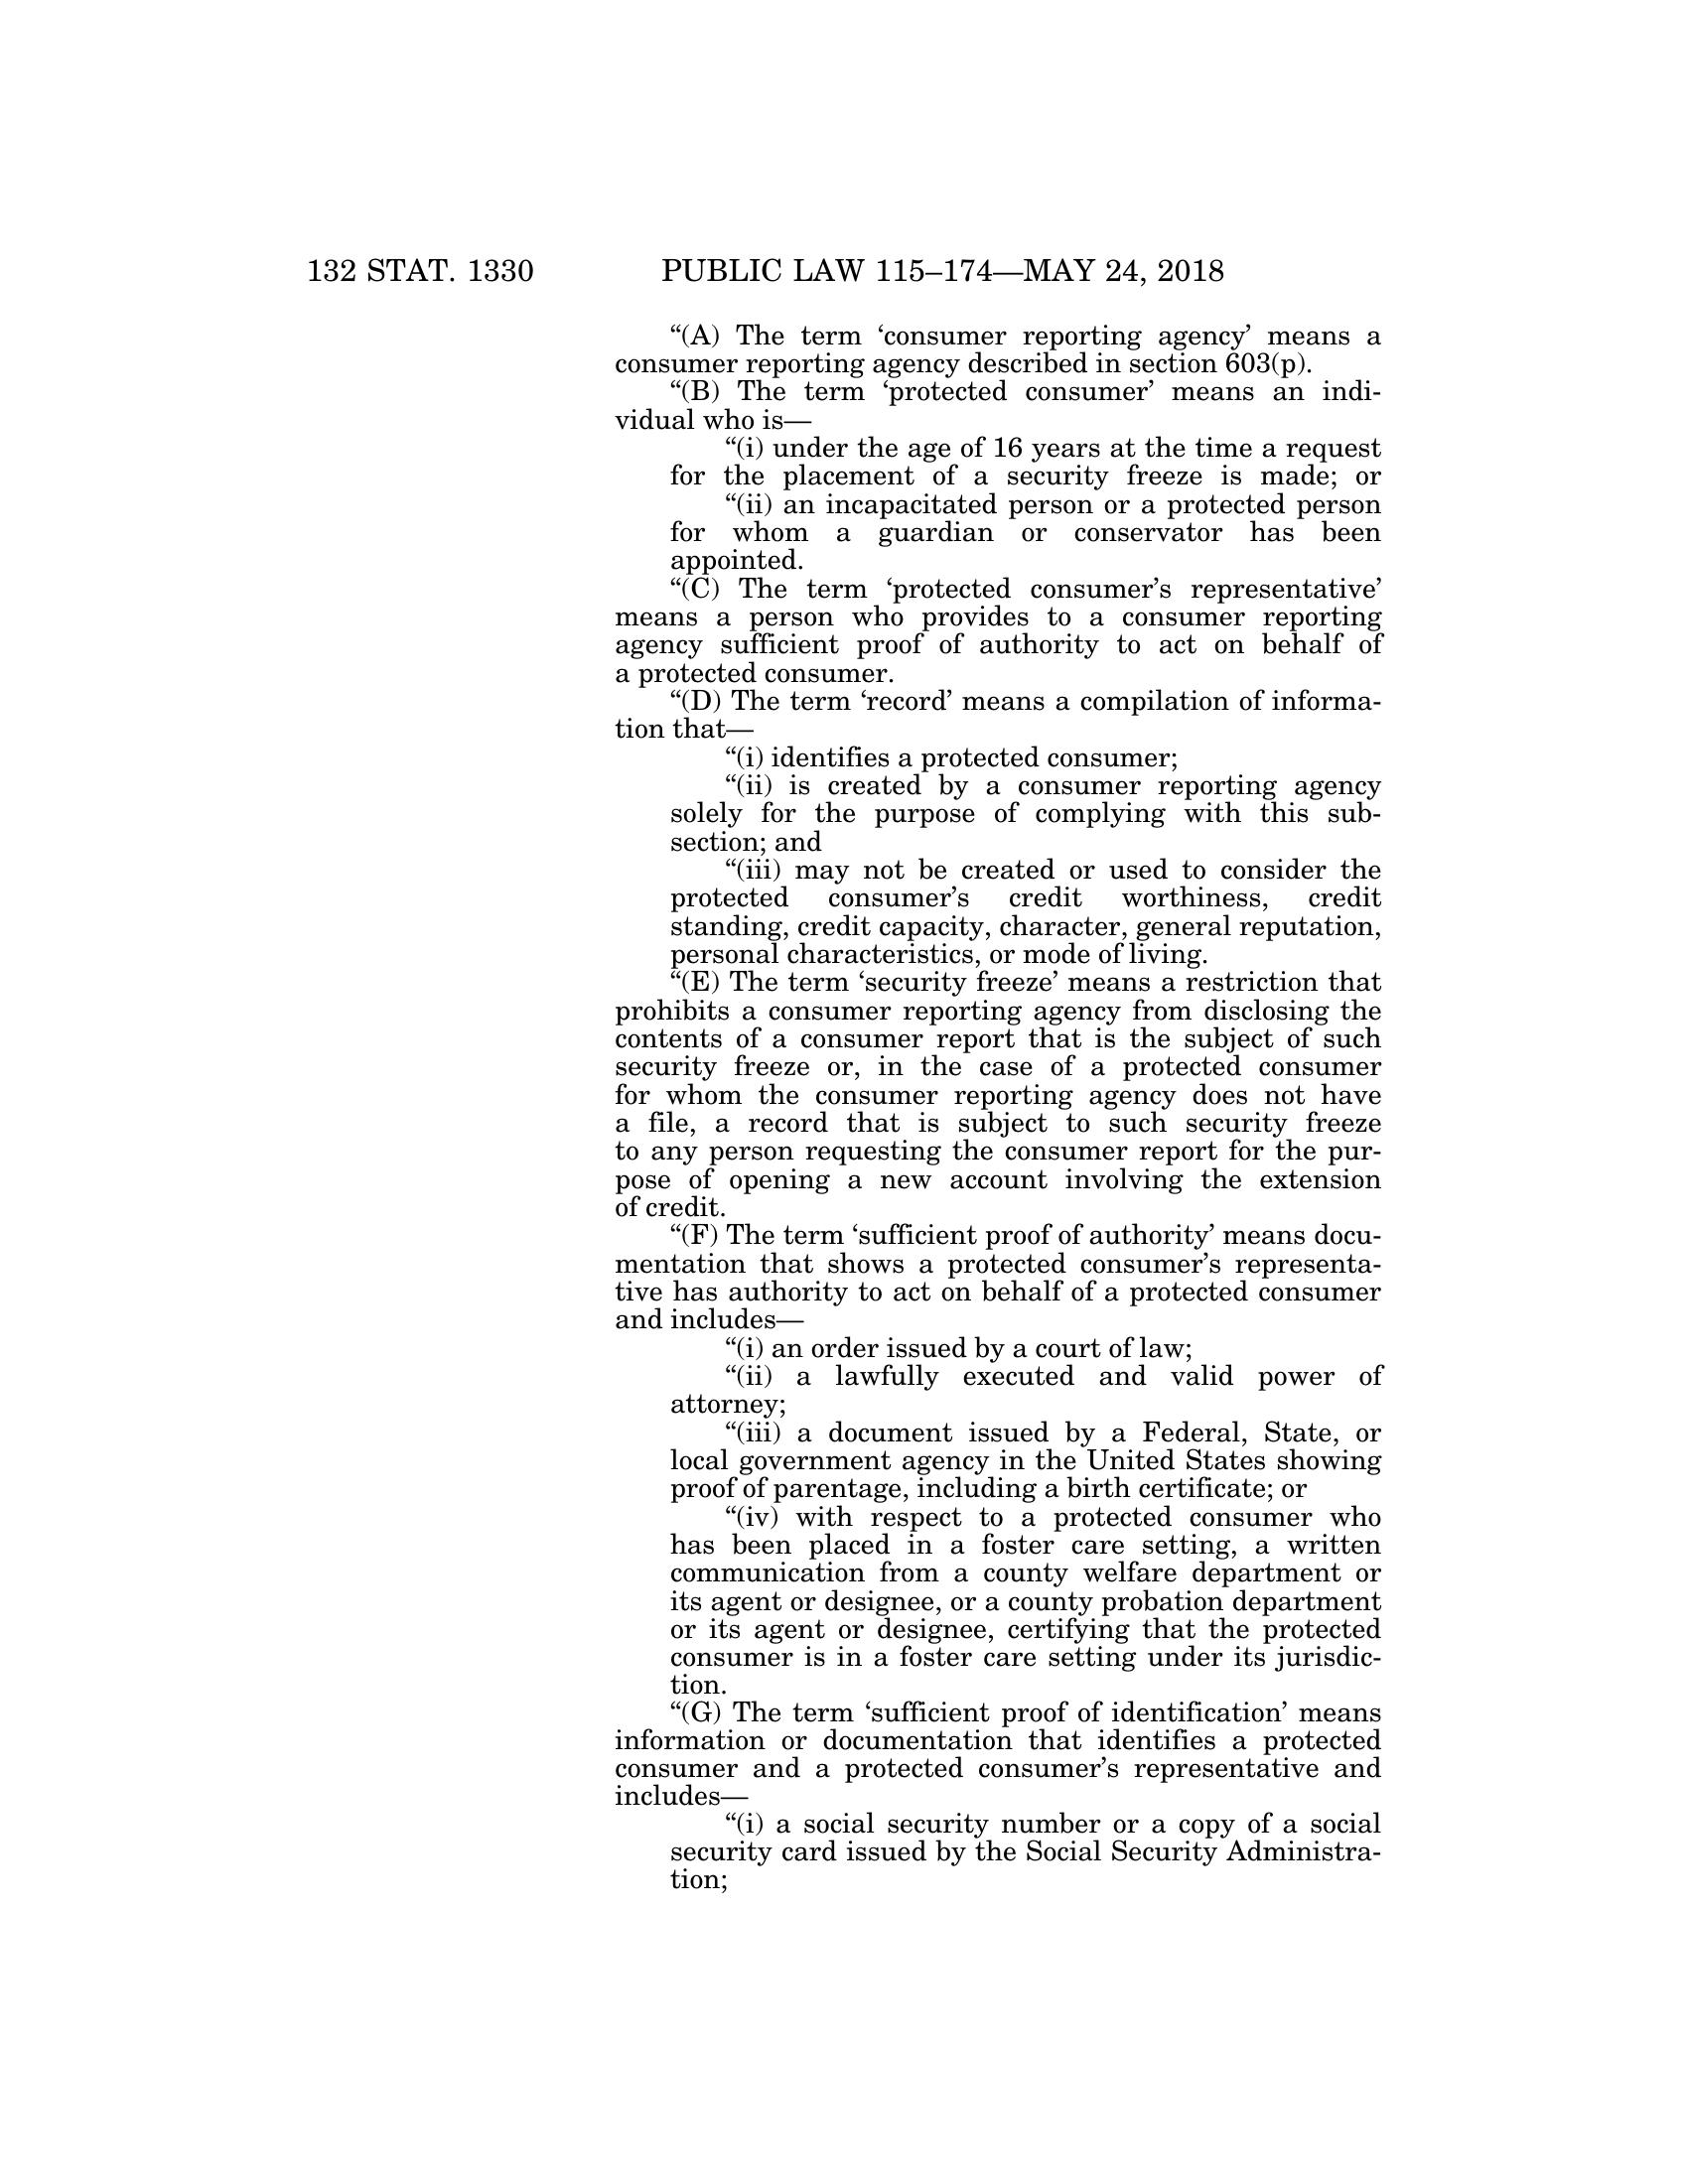 132 STAT. 1330 PUBLIC LAW 115–174—MAY 24, 2018
“(A) The term ‘consumer reporting agency’ means a
consumer reporting agency described in section 603(p).
“(B) The term ‘protected consumer’ means an indi-
vidual who is—
“(i) under the age of 16 years at the time a request
for the placement of a security freeze is made; or
“(ii) an incapacitated person or a protected person
for whom a guardian or conservator has been
appointed.
“(C) The term ‘protected consumer’s representative’
means a person who provides to a consumer reporting
agency sufficient proof of authority to act on behalf of
a protected consumer.
“(D) The term ‘record’ means a compilation of informa-
tion that—
“(i) identifies a protected consumer;
“(ii) is created by a consumer reporting agency
solely for the purpose of complying with this sub-
section; and
“(iii) may not be created or used to consider the
protected consumer’s credit worthiness, credit
standing, credit capacity, character, general reputation,
personal characteristics, or mode of living.
“(E) The term ‘security freeze’ means a restriction that
prohibits a consumer reporting agency from disclosing the
contents of a consumer report that is the subject of such
security freeze or, in the case of a protected consumer
for whom the consumer reporting agency does not have
a file, a record that is subject to such security freeze
to any person requesting the consumer report for the pur-
pose of opening a new account involving the extension
of credit.
“(F) The term ‘sufficient proof of authority’ means docu-
mentation that shows a protected consumer’s representa-
tive has authority to act on behalf of a protected consumer
and includes—
“(i) an order issued by a court of law;
“(ii) a lawfully executed and valid power of
attorney;
“(iii) a document issued by a Federal, State, or
local government agency in the United States showing
proof of parentage, including a birth certificate; or
“(iv) with respect to a protected consumer who
has been placed in a foster care setting, a written
communication from a county welfare department or
its agent or designee, or a county probation department
or its agent or designee, certifying that the protected
consumer is in a foster care setting under its jurisdic-
tion.
“(G) The term ‘sufficient proof of identification’ means
information or documentation that identifies a protected
consumer and a protected consumer’s representative and
includes—
“(i) a social security number or a copy of a social
security card issued by the Social Security Administra-
tion;